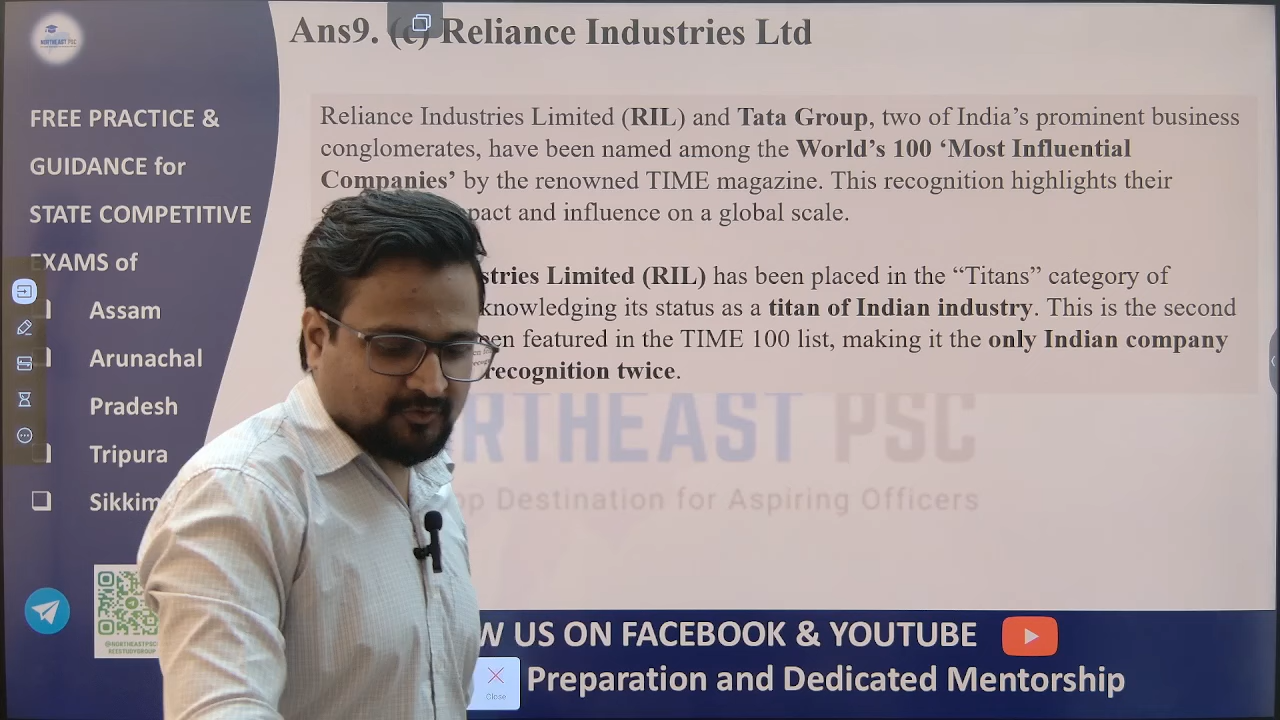 Ans9. (c) Reliance Industries Ltd
NORTHEAST PSC
FREE PRACTICE &
GUIDANCE for
STATE COMPETITIVE
EXAMS of
❑ Assam
❑ Arunachal
Pradesh
❑ Tripura
❑ Sikkim
Reliance Industries Limited (RIL) and Tata Group, two of India’s prominent business
conglomerates, have been named among the World’s 100 ‘Most Influential
Companies’ by the renowned TIME magazine. This recognition highlights their
pact and influence on a global scale.
stries Limited (RIL) has been placed in the “Titans” category of
knowledging its status as a titan of Indian industry. This is the second
en featured in the TIME 100 list, making it the only Indian company
recognition twice.
RTHEAST PSC
op Destination for Aspiring Officers
@NORTHEASTPSC
W US ON FACEBOOK & YOUTUBE
Preparation and Dedicated Mentorship
Close